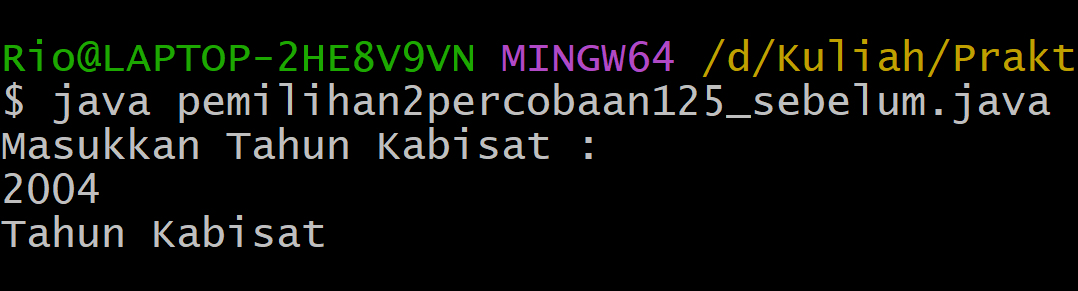 Rio@LAPTOP-2HE8V9VN MINGW64 /d/Kuliah/Prakt
$ java pemilihan2percobaan125_sebelum.java
Masukkan Tahun Kabisat :
2004
Tahun Kabisat